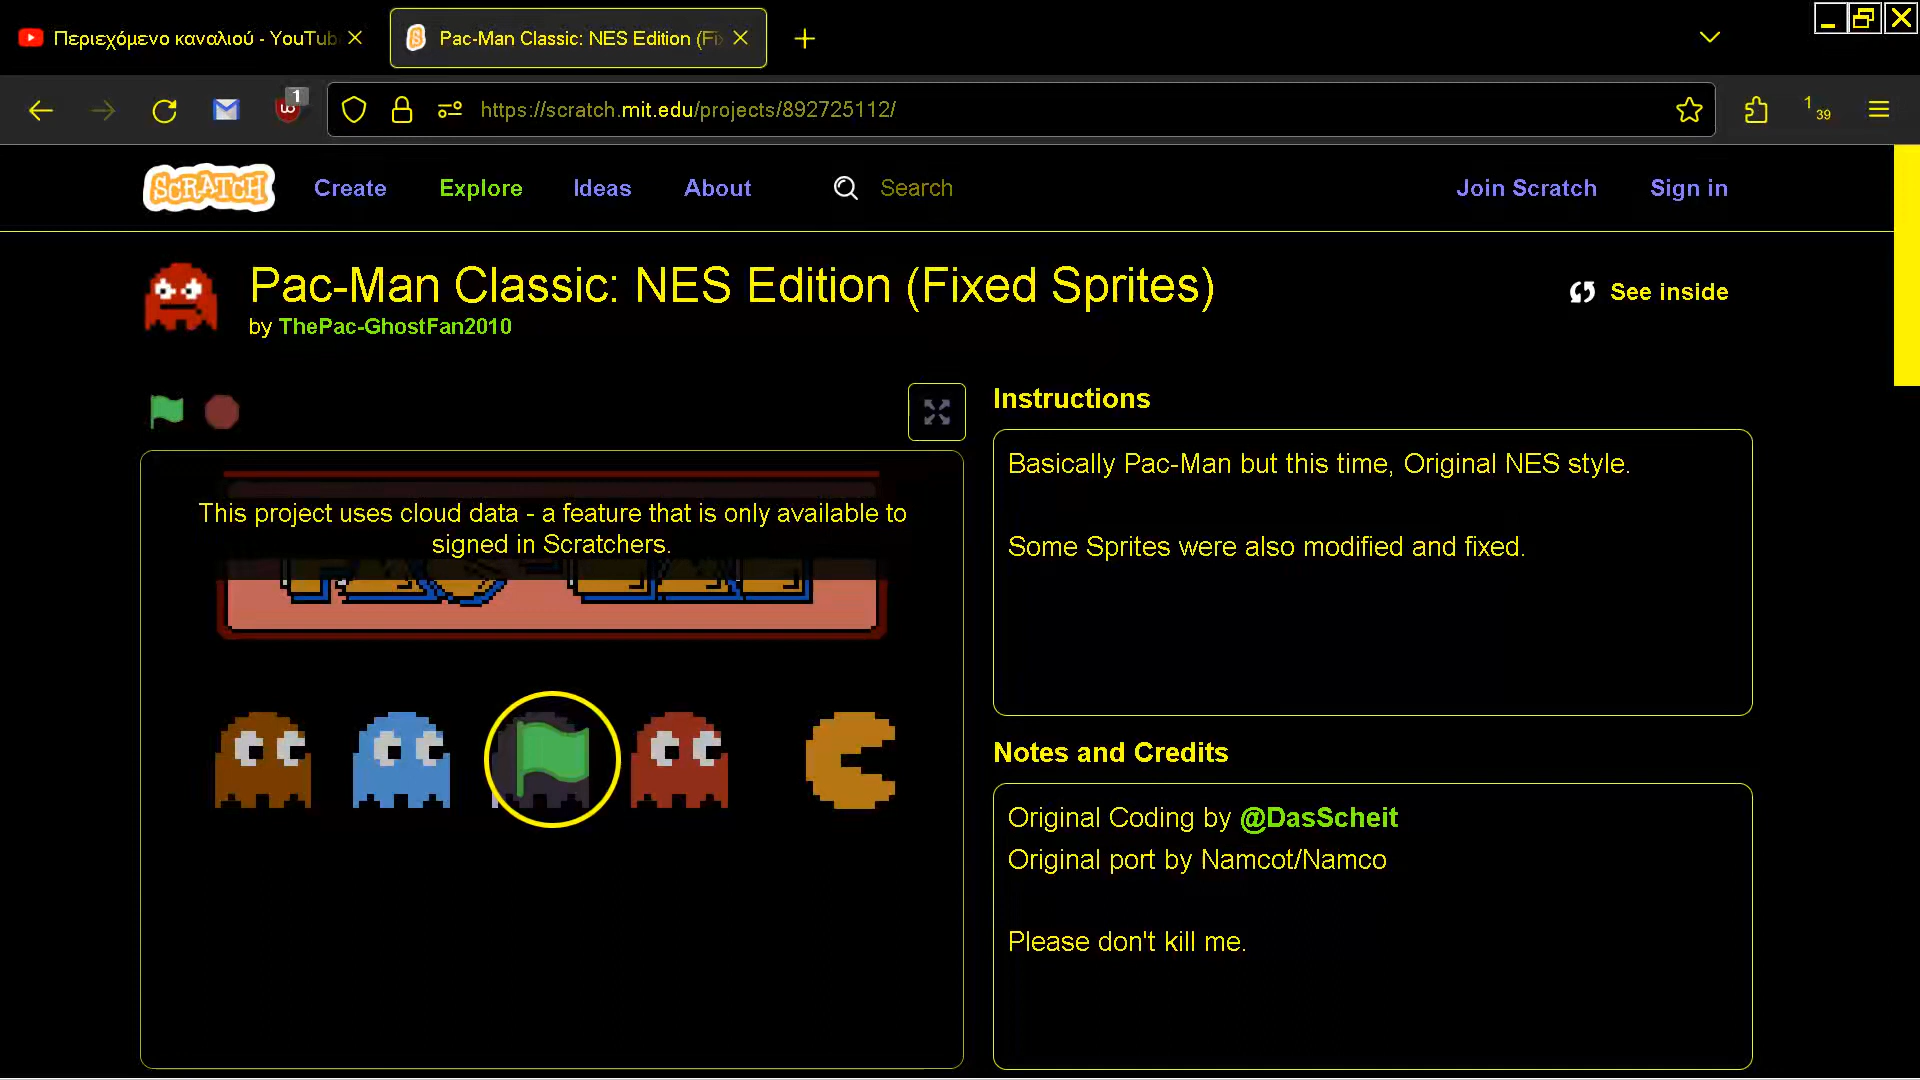 Περιεχόμενο καναλιού - YouTub
Pac-Man Classic: NES Edition (Fi
1
https://scratch.mit.edu/projects/892725112/
1
39
SCRATCH
Create
Explore
Ideas
About
Search
Join Scratch
Sign in
Pac-Man Classic: NES Edition (Fixed Sprites)
by ThePac-GhostFan2010
See inside
Instructions
Basically Pac-Man but this time, Original NES style.
Some Sprites were also modified and fixed.
This project uses cloud data - a feature that is only available to
signed in Scratchers.
Notes and Credits
Original Coding by @DasScheit
Original port by Namcot/Namco
Please don't kill me.